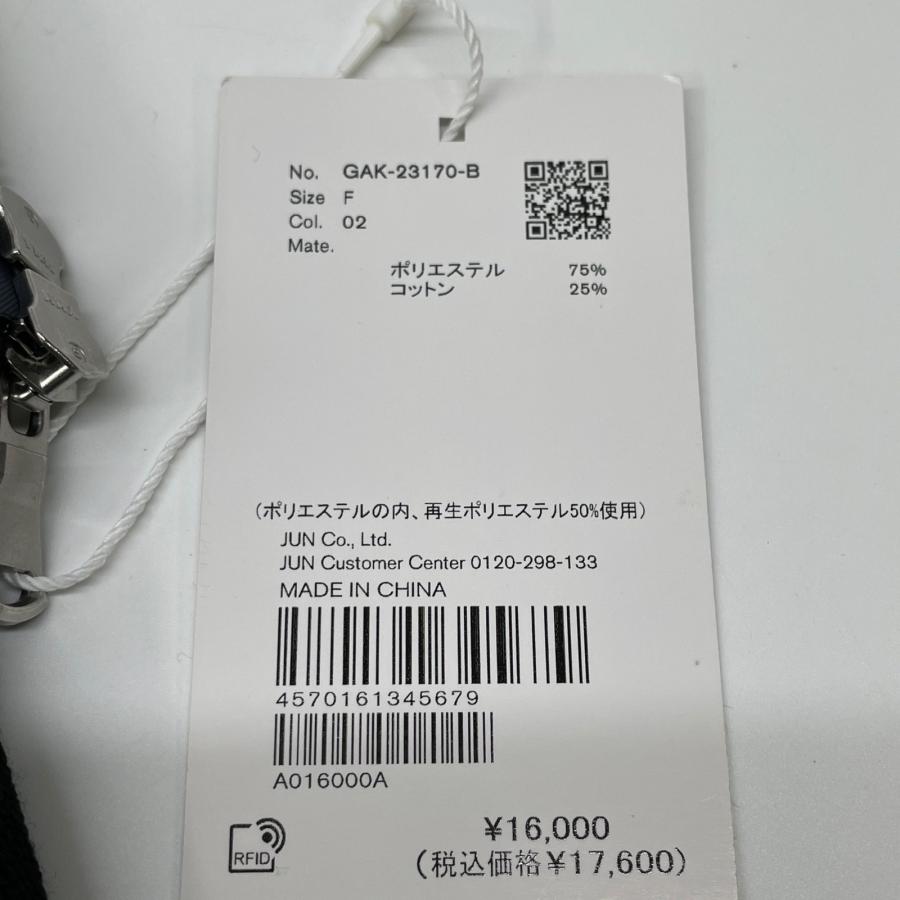 No. GAK-23170-B
Size F
Col. 02
Mate.
ポリエステル 75%
コットン 25%
(ポリエステルの内、再生ポリエステル50%使用)
JUN Co., Ltd.
JUN Customer Center 0120-298-133
MADE IN CHINA
4570161345679
A016000A
RFID
¥16,000
(税込価格¥17,600)